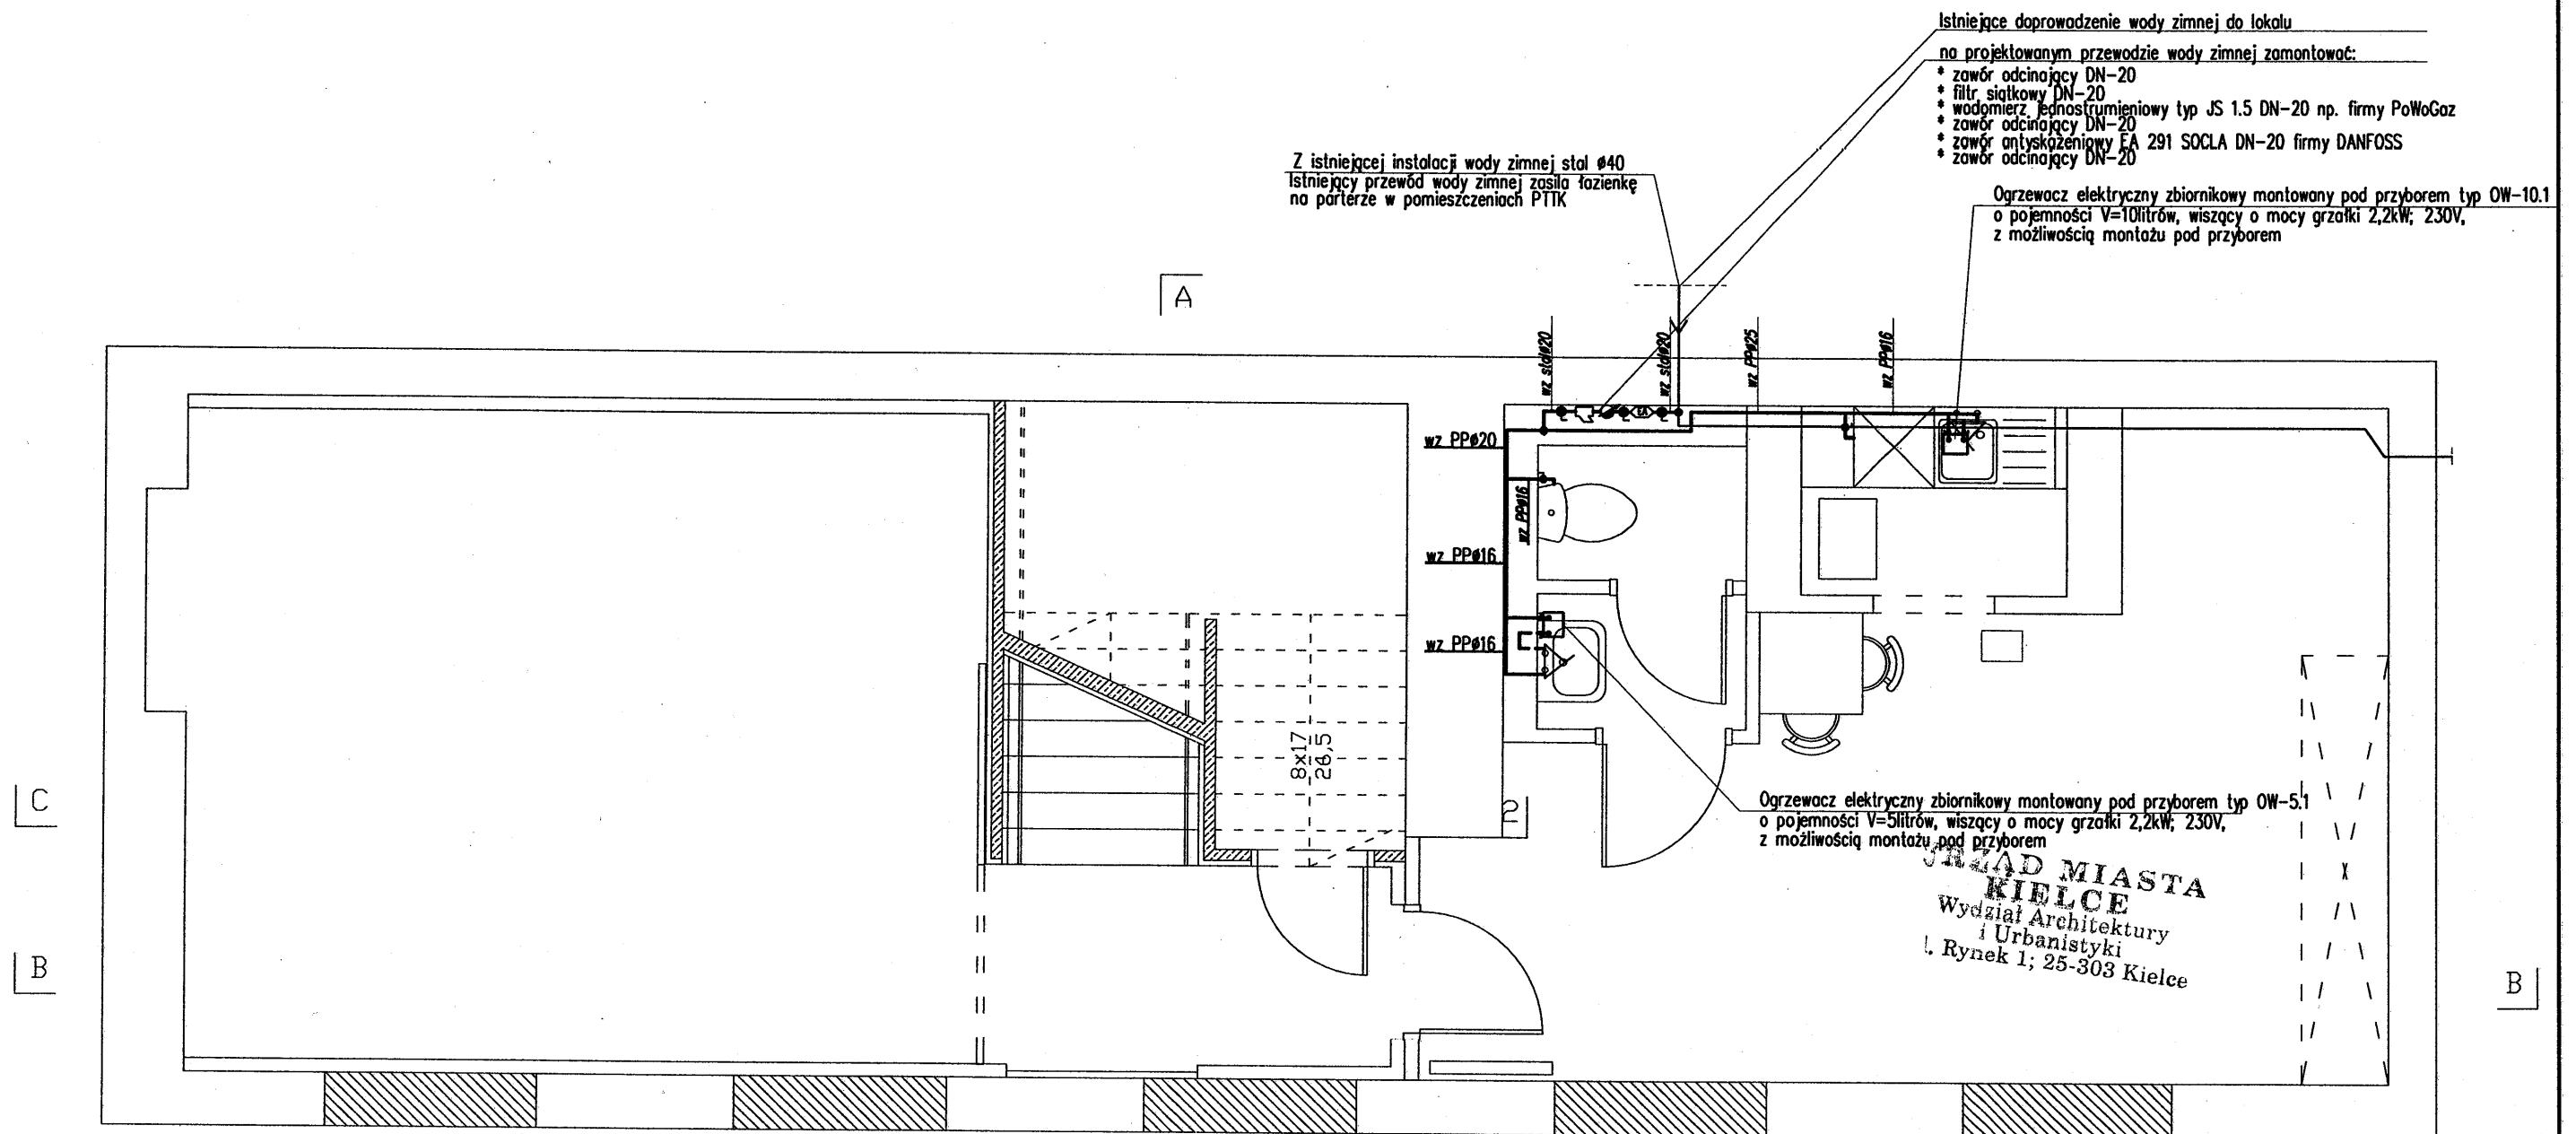 Istniejące doprowadzenie wody zimnej do lokalu
na projektowanym przewodzie wody zimnej zamontować:
* zawór odcinający DN-20
* filtr siatkowy DN-20
* wodomierz jednostrumieniowy typ JS 1.5 DN-20 np. firmy PoWoGaz
* zawór odcinający DN-20
* zawór antyskażeniowy EA 291 SOCLA DN-20 firmy DANFOSS
* zawór odcinający DN-20
Z istniejącej instalacji wody zimnej stal ø40
Istniejący przewód wody zimnej zasila łazienkę
na parterze w pomieszczeniach PTTK
Ogrzewacz elektryczny zbiornikowy montowany pod przyborem typ OW-10.1
o pojemności V=10litrów, wiszący o mocy grzałki 2,2kW; 230V,
z możliwością montażu pod przyborem
A
wz stalø20
wz stalø20
wz PPø25
wz PPø16
EA
wz PPø20
wz PPø16
wz PPø16
wz PPø16
8x17
26,5
C
B
Ogrzewacz elektryczny zbiornikowy montowany pod przyborem typ OW-5.1
o pojemności V=5litrów, wiszący o mocy grzałki 2,2kW; 230V,
z możliwością montażu pod przyborem
URZĄD MIASTA
KIELCE
Wydział Architektury
i Urbanistyki
Rynek 1; 25-303 Kielce
B